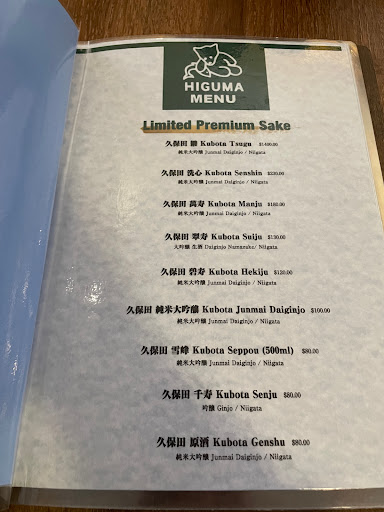 HIGUMA
MENU
Limited Premium Sake
久保田 継 Kubota Tsugu $1400.00
純米大吟醸 Junmai Daiginjo / Niigata
久保田 洗心 Kubota Senshin $220.00
純米大吟醸 Junmai Daiginjo/ Niigata
久保田 萬寿 Kubota Manju $160.00
純米大吟醸 Junmai Daiginjo/ Niigata
久保田 翠寿 Kubota Suiju $130.00
大吟醸 生酒 Daiginjo Namazake/ Niigata
久保田 碧寿 Kubota Hekiju $120.00
純米大吟醸 Junmai Daiginjo/ Niigata
久保田 純米大吟醸 Kubota Junmai Daiginjo $100.00
純米大吟醸 Junmai Daiginjo / Niigata
久保田 雪峰 Kubota Seppou (500ml) $80.00
純米大吟醸 Junmai Daiginjo / Niigata
久保田 千寿 Kubota Senju $80.00
吟醸 Ginjo / Niigata
久保田 原酒 Kubota Genshu $80.00
純米大吟醸 Junmai Daiginjo / Niigata